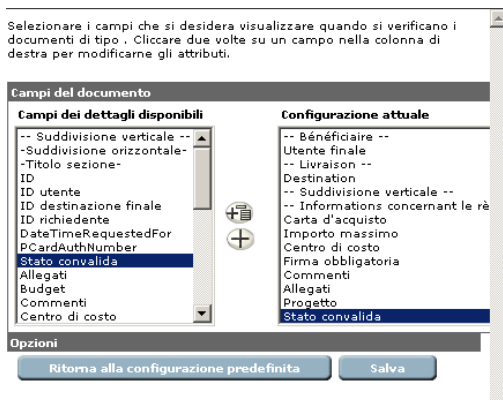 Selezionare i campi che si desidera visualizzare quando si verificano i
documenti di tipo . Cliccare due volte su un campo nella colonna di
destra per modificarne gli attributi.
Campi del documento
Campi dei dettagli disponibili
-- Suddivisione verticale --
-Suddivisione orizzontale-
-Titolo sezione-
ID
ID utente
ID destinazione finale
ID richiedente
DateTimeRequestedFor
PCardAuthNumber
Stato convalida
Allegati
Budget
Commenti
Centro di costo
Configurazione attuale
-- Bénéficiaire --
Utente finale
-- Livraison --
Destination
-- Suddivisione verticale --
-- Informations concernant le rè
Carta d'acquisto
Importo massimo
Centro di costo
Firma obbligatoria
Commenti
Allegati
Progetto
Stato convalida
Opzioni
Ritorna alla configurazione predefinita
Salva